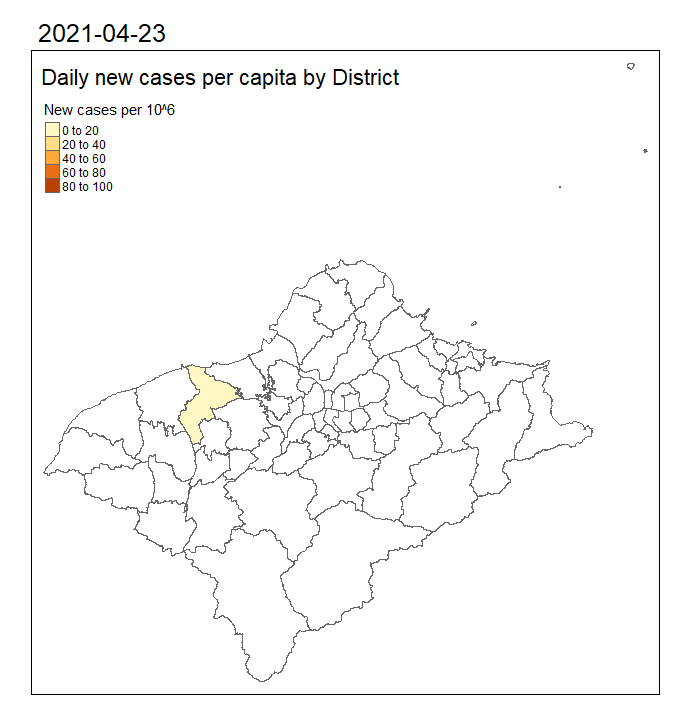 2021-04-23
Daily new cases per capita by District
New cases per 10^6
0 to 20
20 to 40
40 to 60
60 to 80
80 to 100